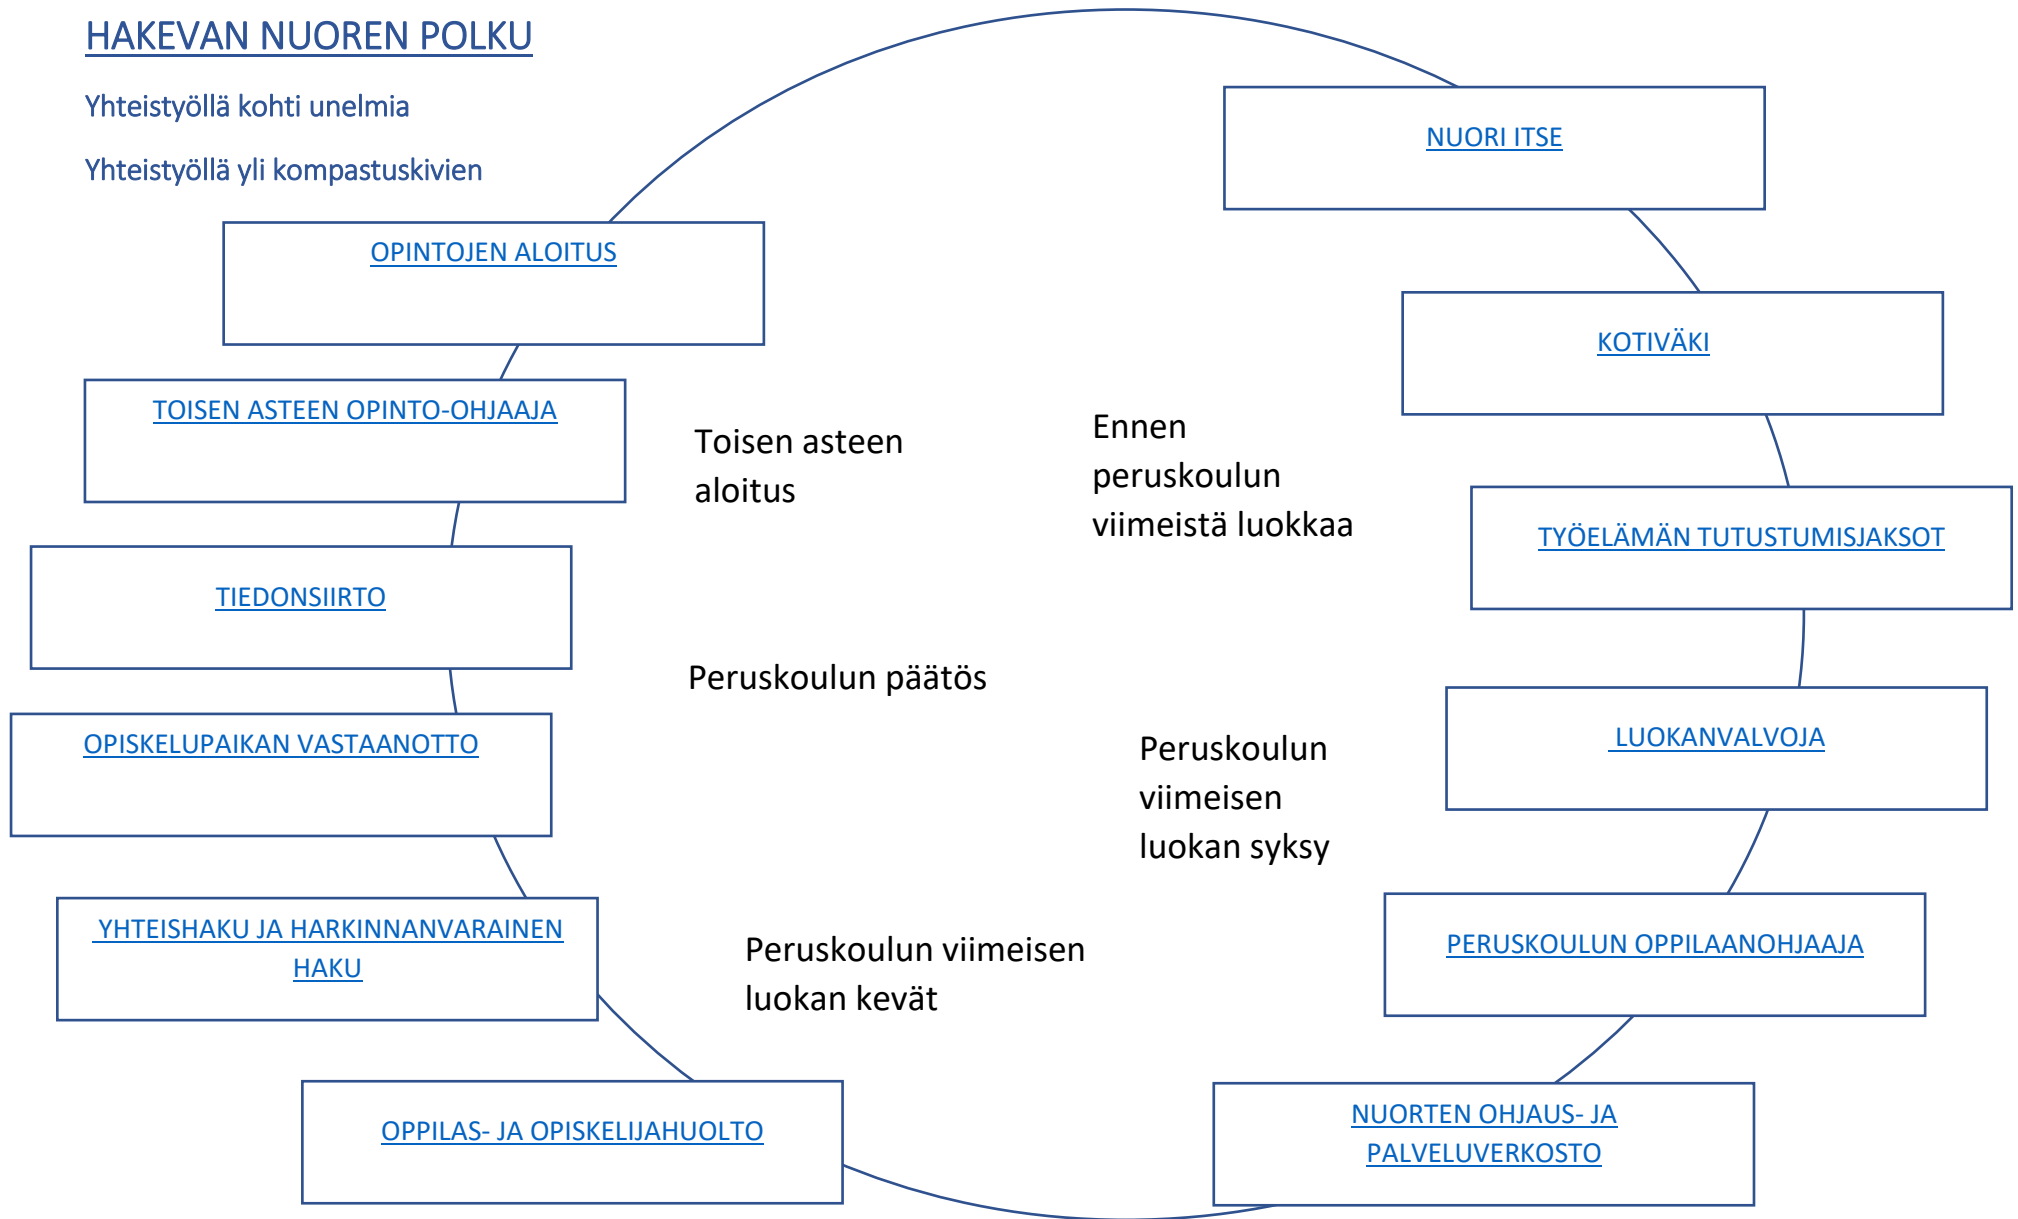 HAKEVAN NUOREN POLKU
Yhteistyöllä kohti unelmia
Yhteistyöllä yli kompastuskivien
NUORI ITSE
KOTIVÄKI
TYÖELÄMÄN TUTUSTUMISJAKSOT
LUOKANVALVOJA
PERUSKOULUN OPPILAANOHJAAJA
NUORTEN OHJAUS- JA
PALVELUVERKOSTO
OPPILAS- JA OPISKELIJAHUOLTO
YHTEISHAKU JA HARKINNANVARAINEN
HAKU
OPISKELUPAIKAN VASTAANOTTO
TIEDONSIIRTO
TOISEN ASTEEN OPINTO-OHJAAJA
OPINTOJEN ALOITUS
Ennen
peruskoulun
viimeistä luokkaa
Peruskoulun
viimeisen
luokan syksy
Peruskoulun viimeisen
luokan kevät
Peruskoulun päätös
Toisen asteen
aloitus